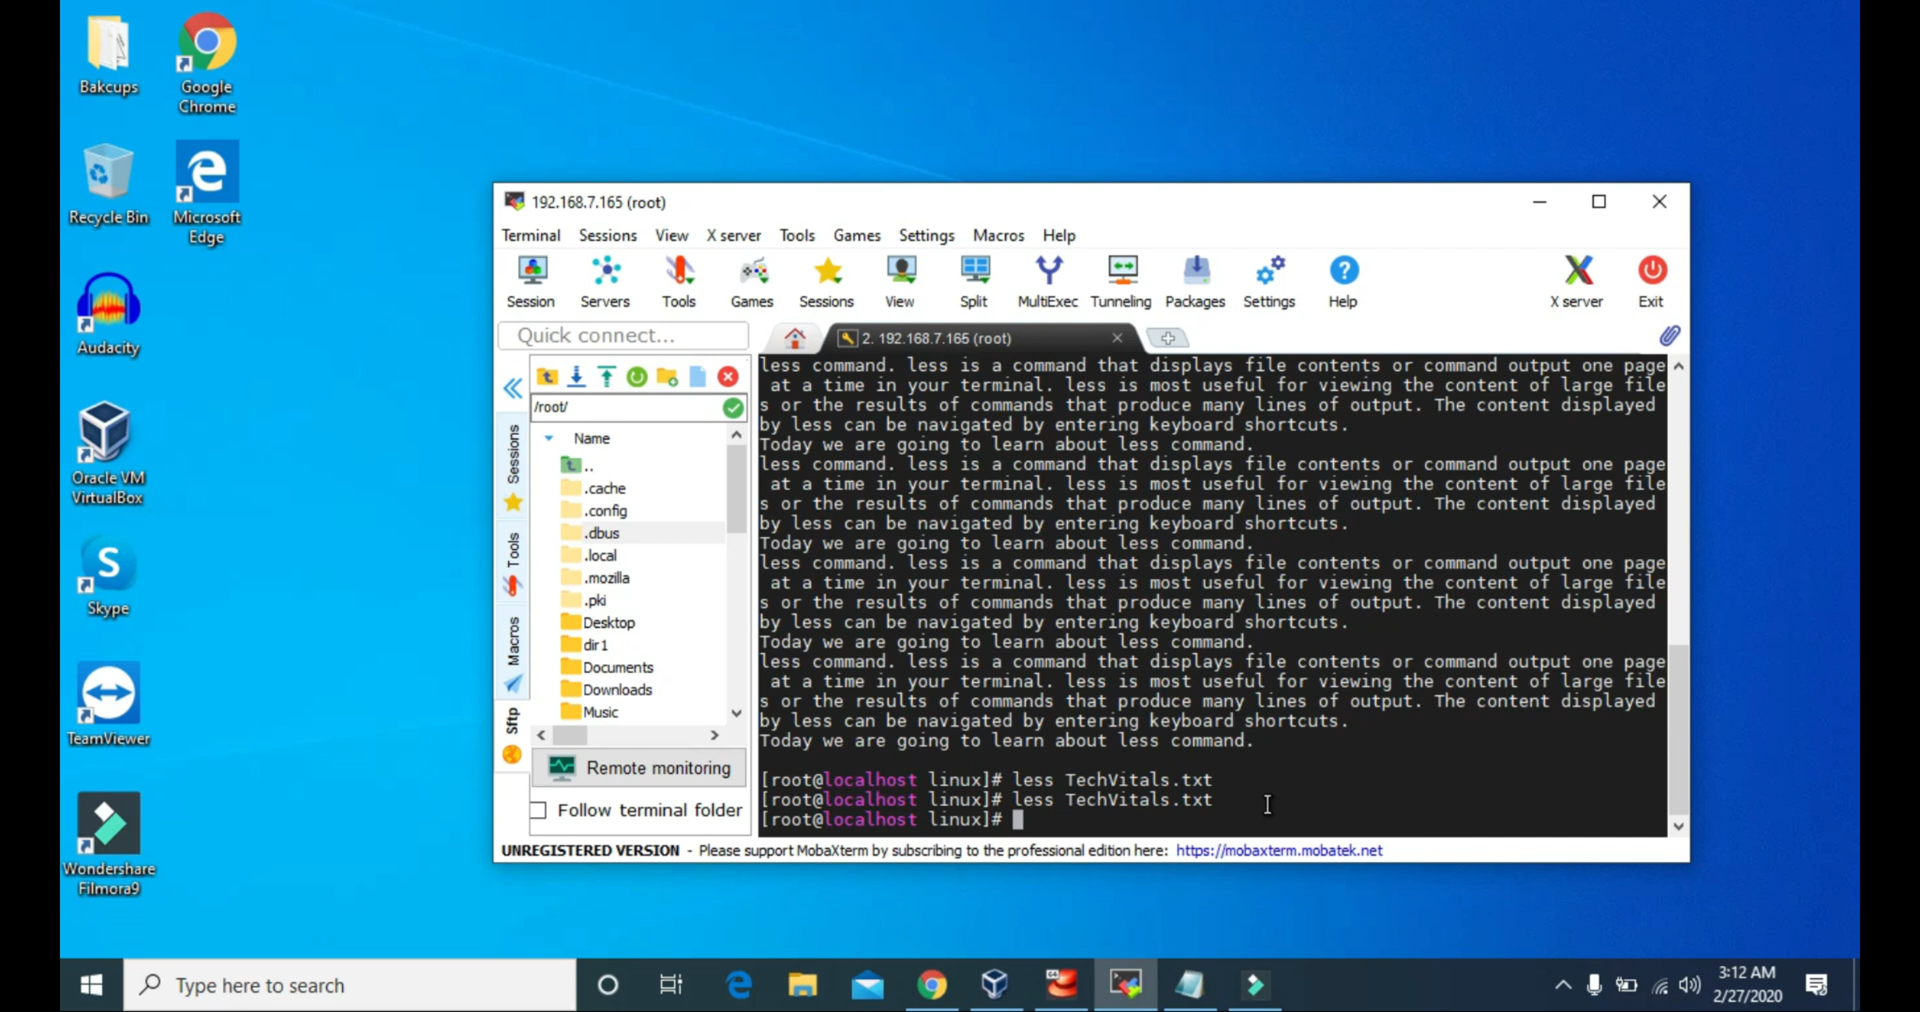 Bakcups
Google
Chrome
Recycle Bin
Microsoft
Edge
Audacity
Oracle VM
VirtualBox
Skype
TeamViewer
Wondershare
Filmora9
192.168.7.165 (root)
Terminal Sessions View X server Tools Games Settings Macros Help
Session Servers Tools Games Sessions View Split MultiExec Tunneling Packages Settings Help X server Exit
Quick connect...
2. 192.168.7.165 (root)
/root/
Name
..
.cache
.config
.dbus
.local
.mozilla
.pki
Desktop
dir1
Documents
Downloads
Music
Sessions
Tools
Macros
Sftp
Remote monitoring
Follow terminal folder
less command. less is a command that displays file contents or command output one page
at a time in your terminal. less is most useful for viewing the content of large file
s or the results of commands that produce many lines of output. The content displayed
by less can be navigated by entering keyboard shortcuts.
Today we are going to learn about less command.
less command. less is a command that displays file contents or command output one page
at a time in your terminal. less is most useful for viewing the content of large file
s or the results of commands that produce many lines of output. The content displayed
by less can be navigated by entering keyboard shortcuts.
Today we are going to learn about less command.
less command. less is a command that displays file contents or command output one page
at a time in your terminal. less is most useful for viewing the content of large file
s or the results of commands that produce many lines of output. The content displayed
by less can be navigated by entering keyboard shortcuts.
Today we are going to learn about less command.
less command. less is a command that displays file contents or command output one page
at a time in your terminal. less is most useful for viewing the content of large file
s or the results of commands that produce many lines of output. The content displayed
by less can be navigated by entering keyboard shortcuts.
Today we are going to learn about less command.
[root@localhost linux]# less TechVitals.txt
[root@localhost linux]# less TechVitals.txt
[root@localhost linux]#
UNREGISTERED VERSION - Please support MobaXterm by subscribing to the professional edition here: https://mobaxterm.mobatek.net
Type here to search
64
3:12 AM
2/27/2020